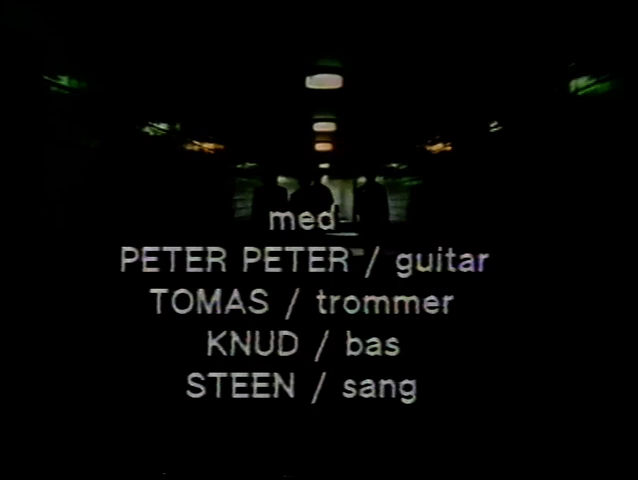 med
PETER PETER / guitar
TOMAS / trommer
KNUD / bas
STEEN / sang